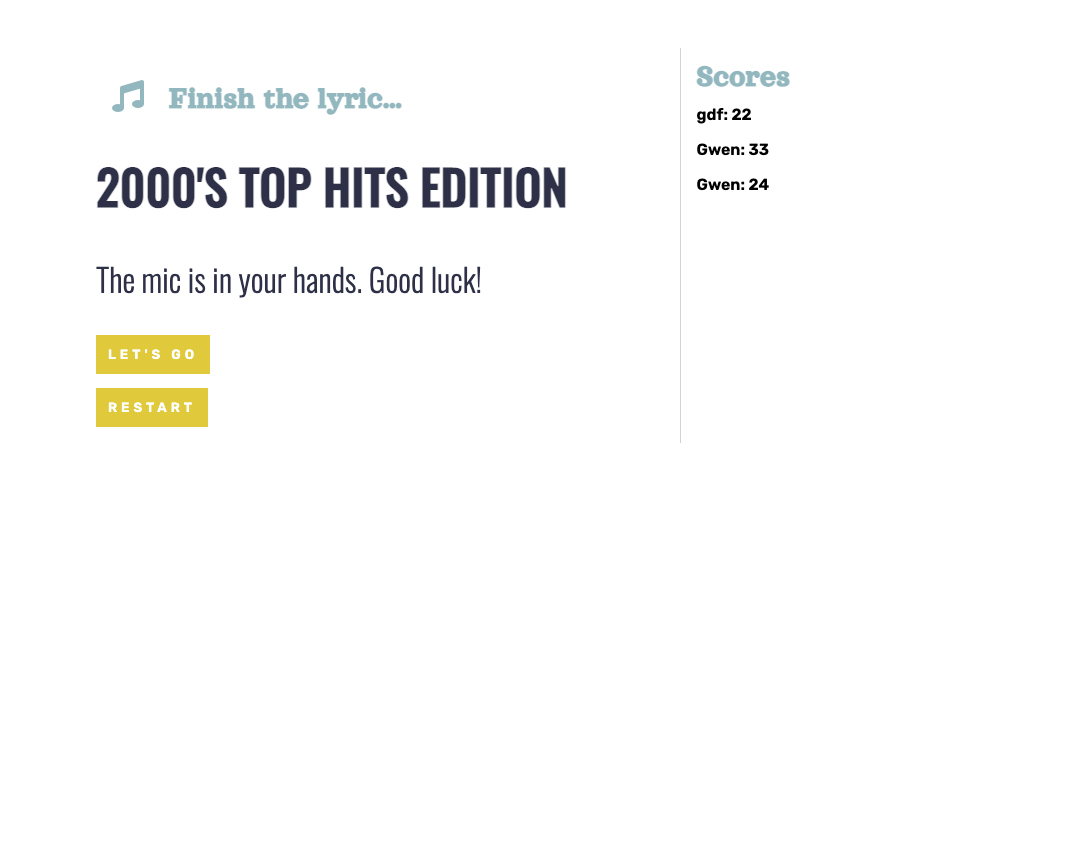 Finish the lyric...
2000'S TOP HITS EDITION
The mic is in your hands. Good luck!
LET'S GO
RESTART
Scores
gdf: 22
Gwen: 33
Gwen: 24